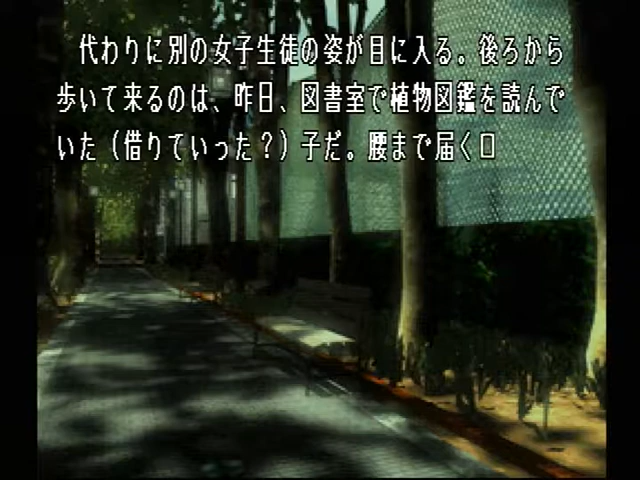 代わりに別の女子生徒の姿が目に入る。後ろから
歩いて来るのは、昨日、図書室で植物図鑑を読んで
いた（借りていった？）子だ。腰まで届く